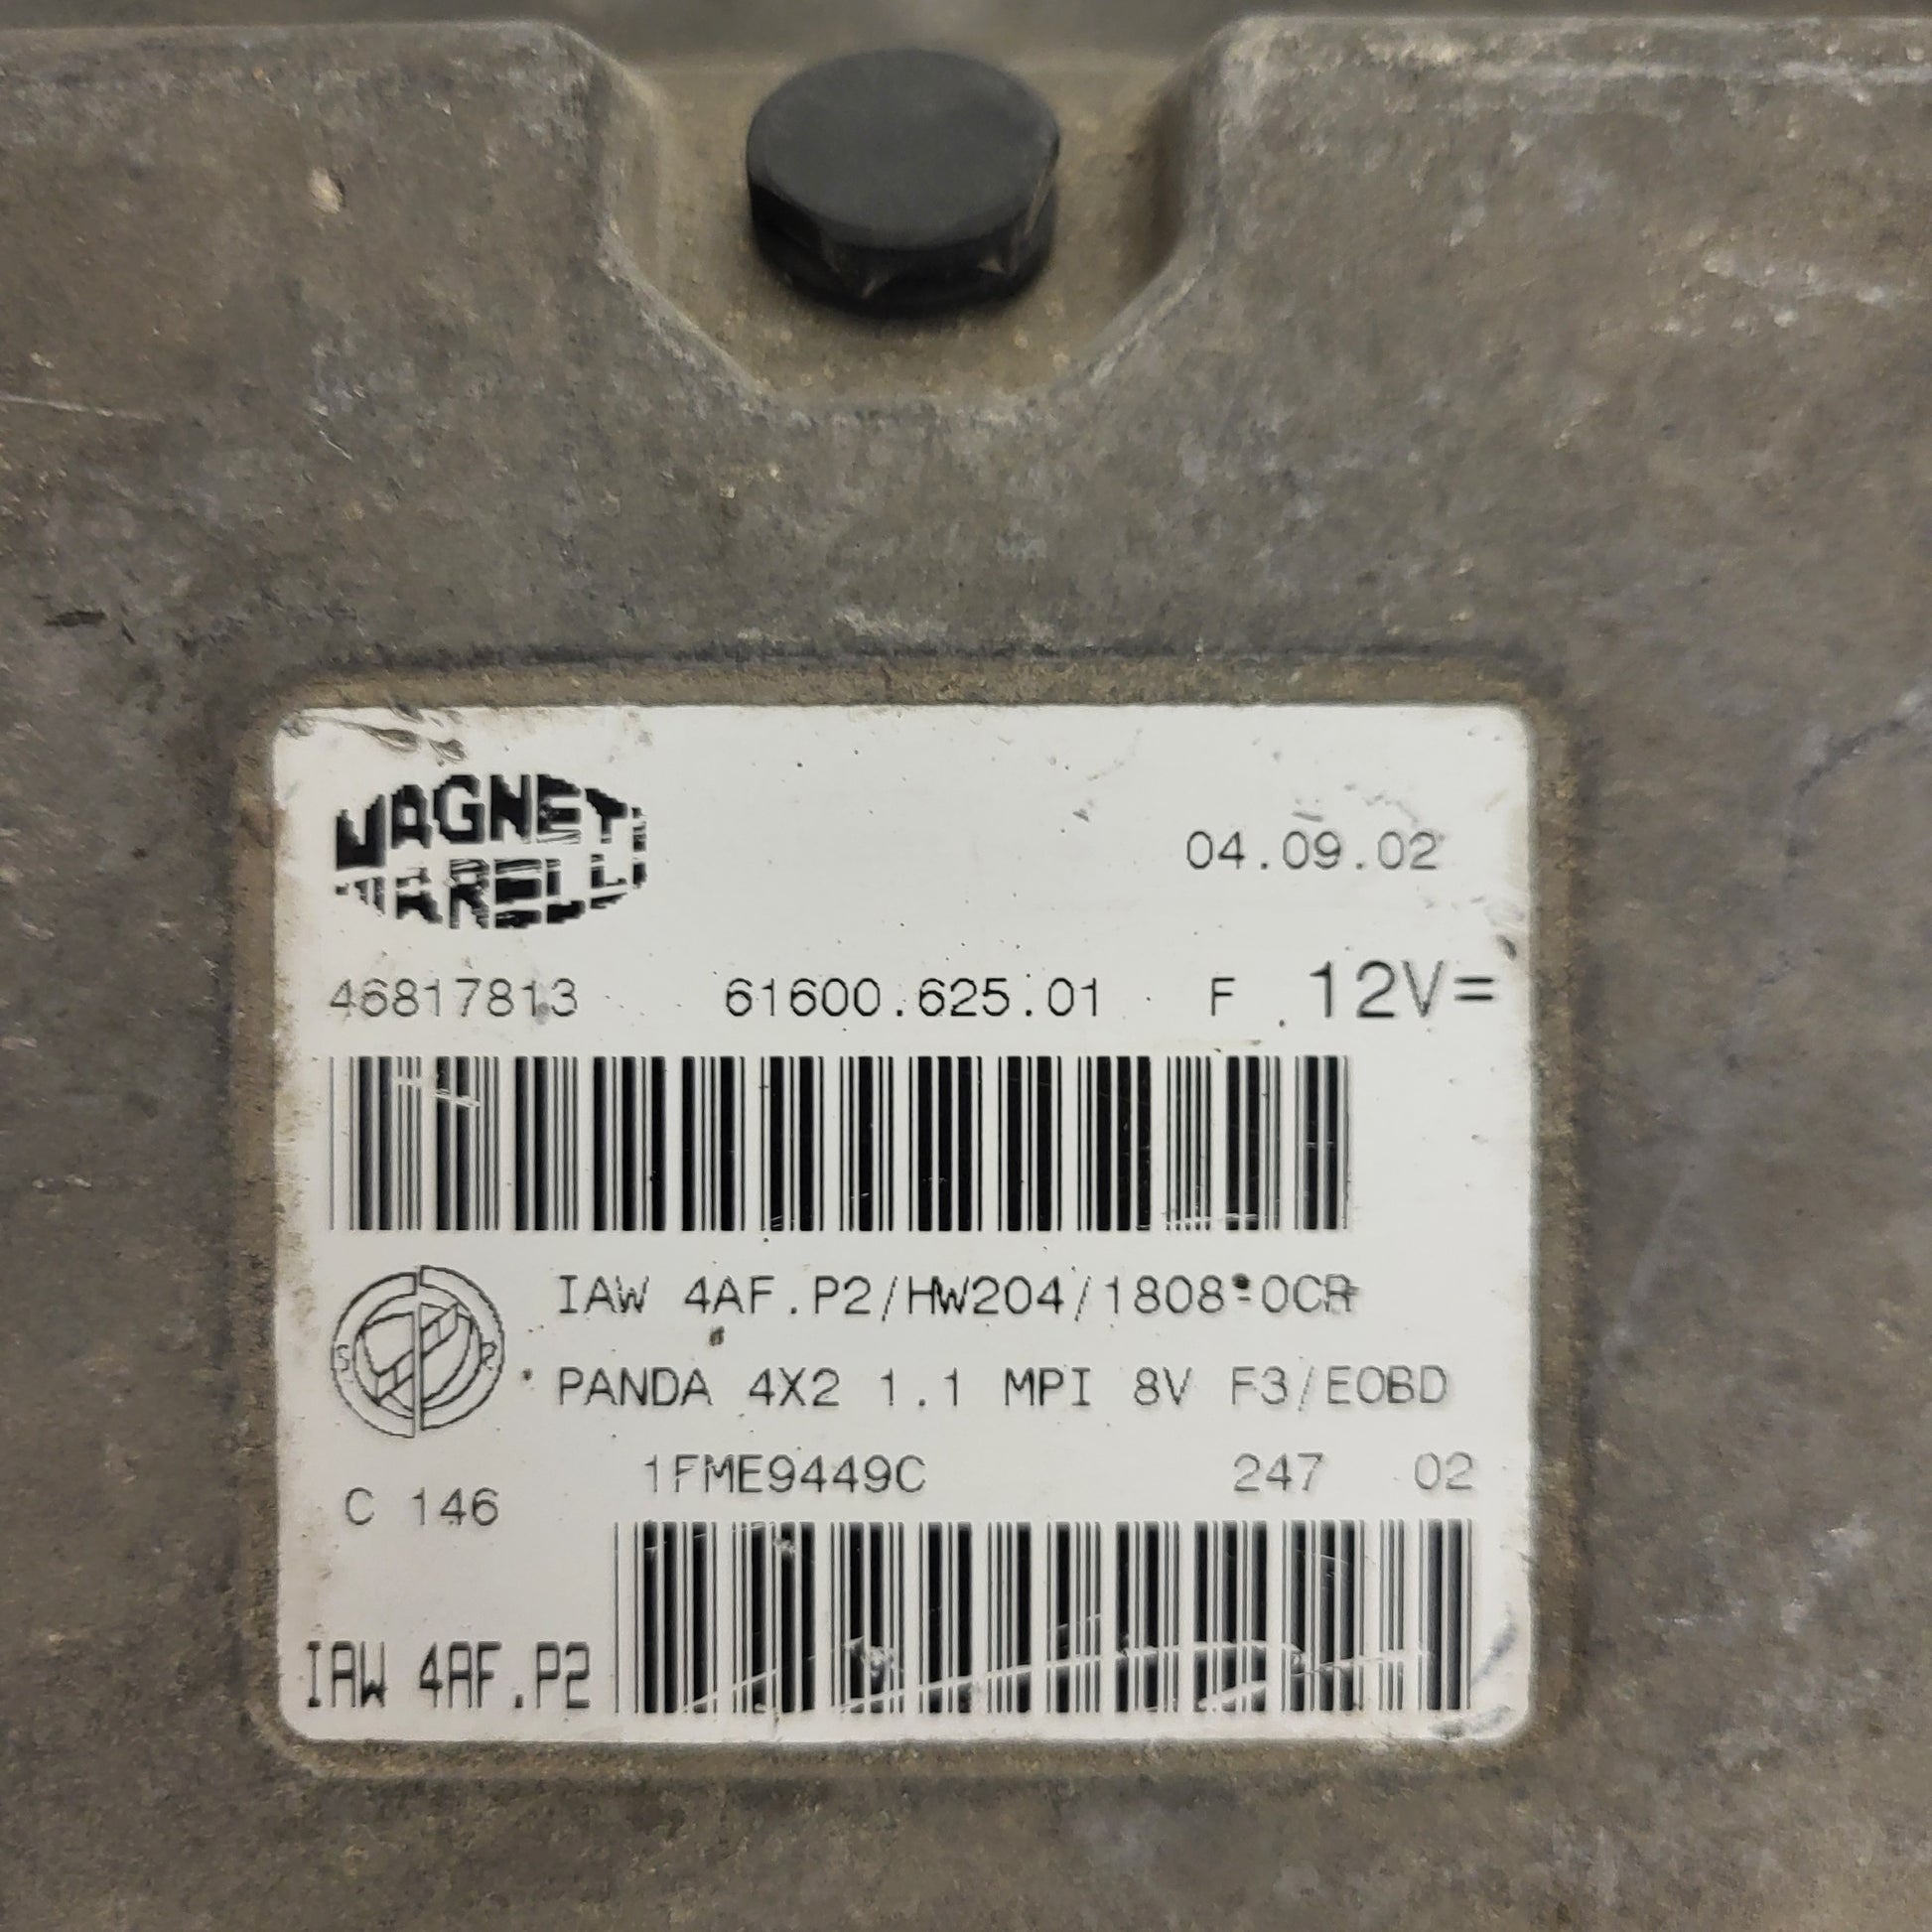 MAGNETI
MARELLI
04.09.02
46817813 61600.625.01 F 12V=
IAW 4AF.P2/HW204/1808-0CR
PANDA 4X2 1.1 MPI 8V F3/EOBD
S R
1FME9449C 247 02
C 146
IAW 4AF.P2